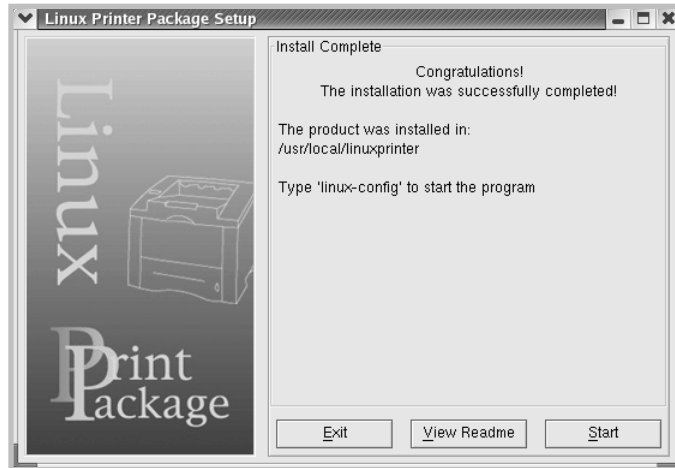 Linux Printer Package Setup
Linux
Print
Package
Install Complete
Congratulations!
The installation was successfully completed!
The product was installed in:
/usr/local/linuxprinter
Type 'linux-config' to start the program
Exit
View Readme
Start